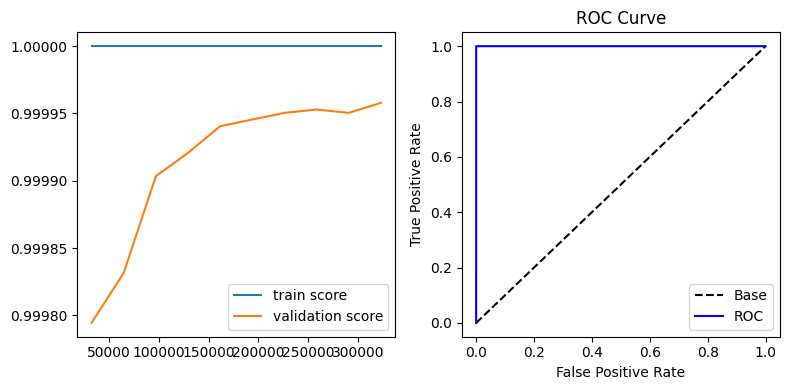 1.00000
0.99995
0.99990
0.99985
0.99980
train score
validation score
50000 100000 150000 200000 250000 300000
ROC Curve
True Positive Rate
1.0
0.8
0.6
0.4
0.2
0.0
Base
ROC
0.0 0.2 0.4 0.6 0.8 1.0
False Positive Rate